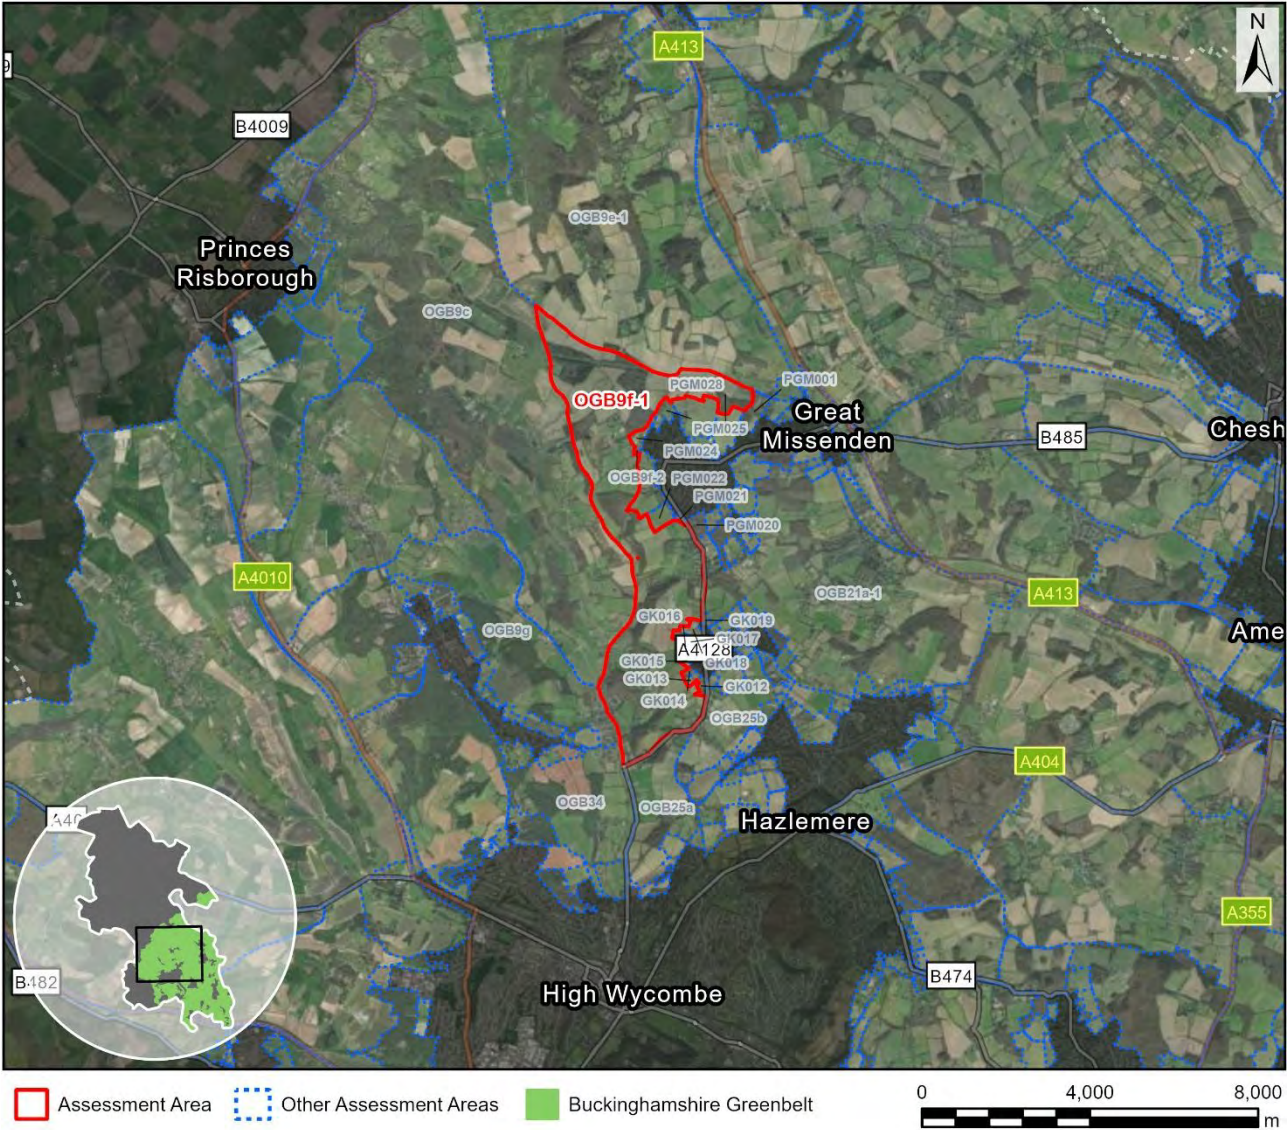 N
A413
9
B4009
OGB9e-1
Princes
Risborough
OGB9c
PGM028
PGM001
OGB9f-1
Great
Missenden
PGM025
B485
Chesh
PGM024
OGB9f-2
PGM022
PGM021
PGM020
A4010
A413
OGB21a-1
GK016
GK019
OGB9g
GK017
Ame
A4128
GK015
GK018
GK013
GK012
GK014
OGB25b
A404
OGB34
OGB25a
A40
Hazlemere
A355
B482
B474
High Wycombe
Assessment Area
Other Assessment Areas
Buckinghamshire Greenbelt
0
4,000
8,000
m